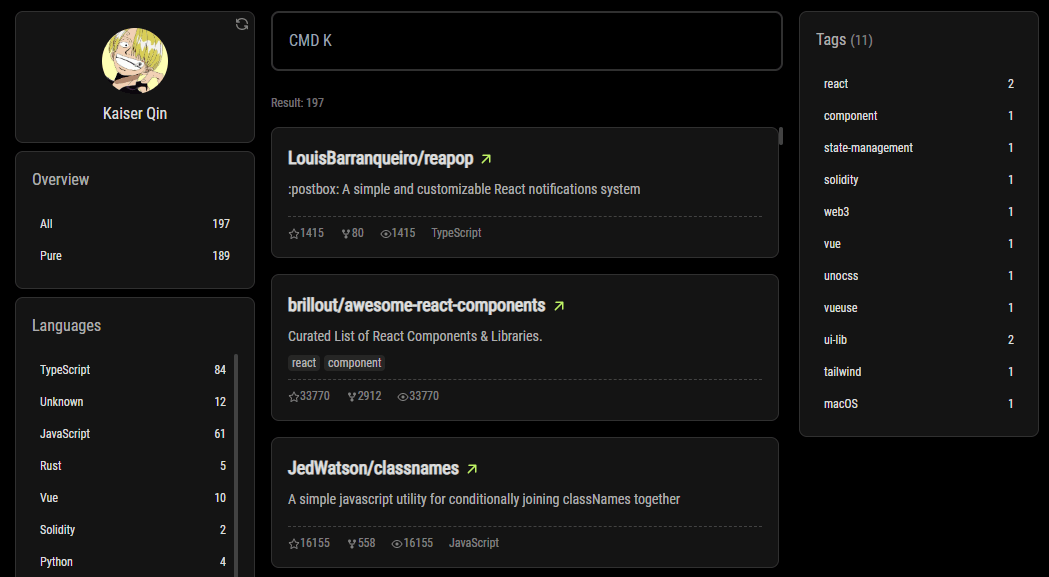 Kaiser Qin
Overview
All 197
Pure 189
Languages
TypeScript 84
Unknown 12
JavaScript 61
Rust 5
Vue 10
Solidity 2
Python 4
CMD K
Result: 197
LouisBarranqueiro/reapop
:postbox: A simple and customizable React notifications system
1415 80 1415 TypeScript
brillout/awesome-react-components
Curated List of React Components & Libraries.
react component
33770 2912 33770
JedWatson/classnames
A simple javascript utility for conditionally joining classNames together
16155 558 16155 JavaScript
Tags (11)
react 2
component 1
state-management 1
solidity 1
web3 1
vue 1
unocss 1
vueuse 1
ui-lib 2
tailwind 1
macOS 1